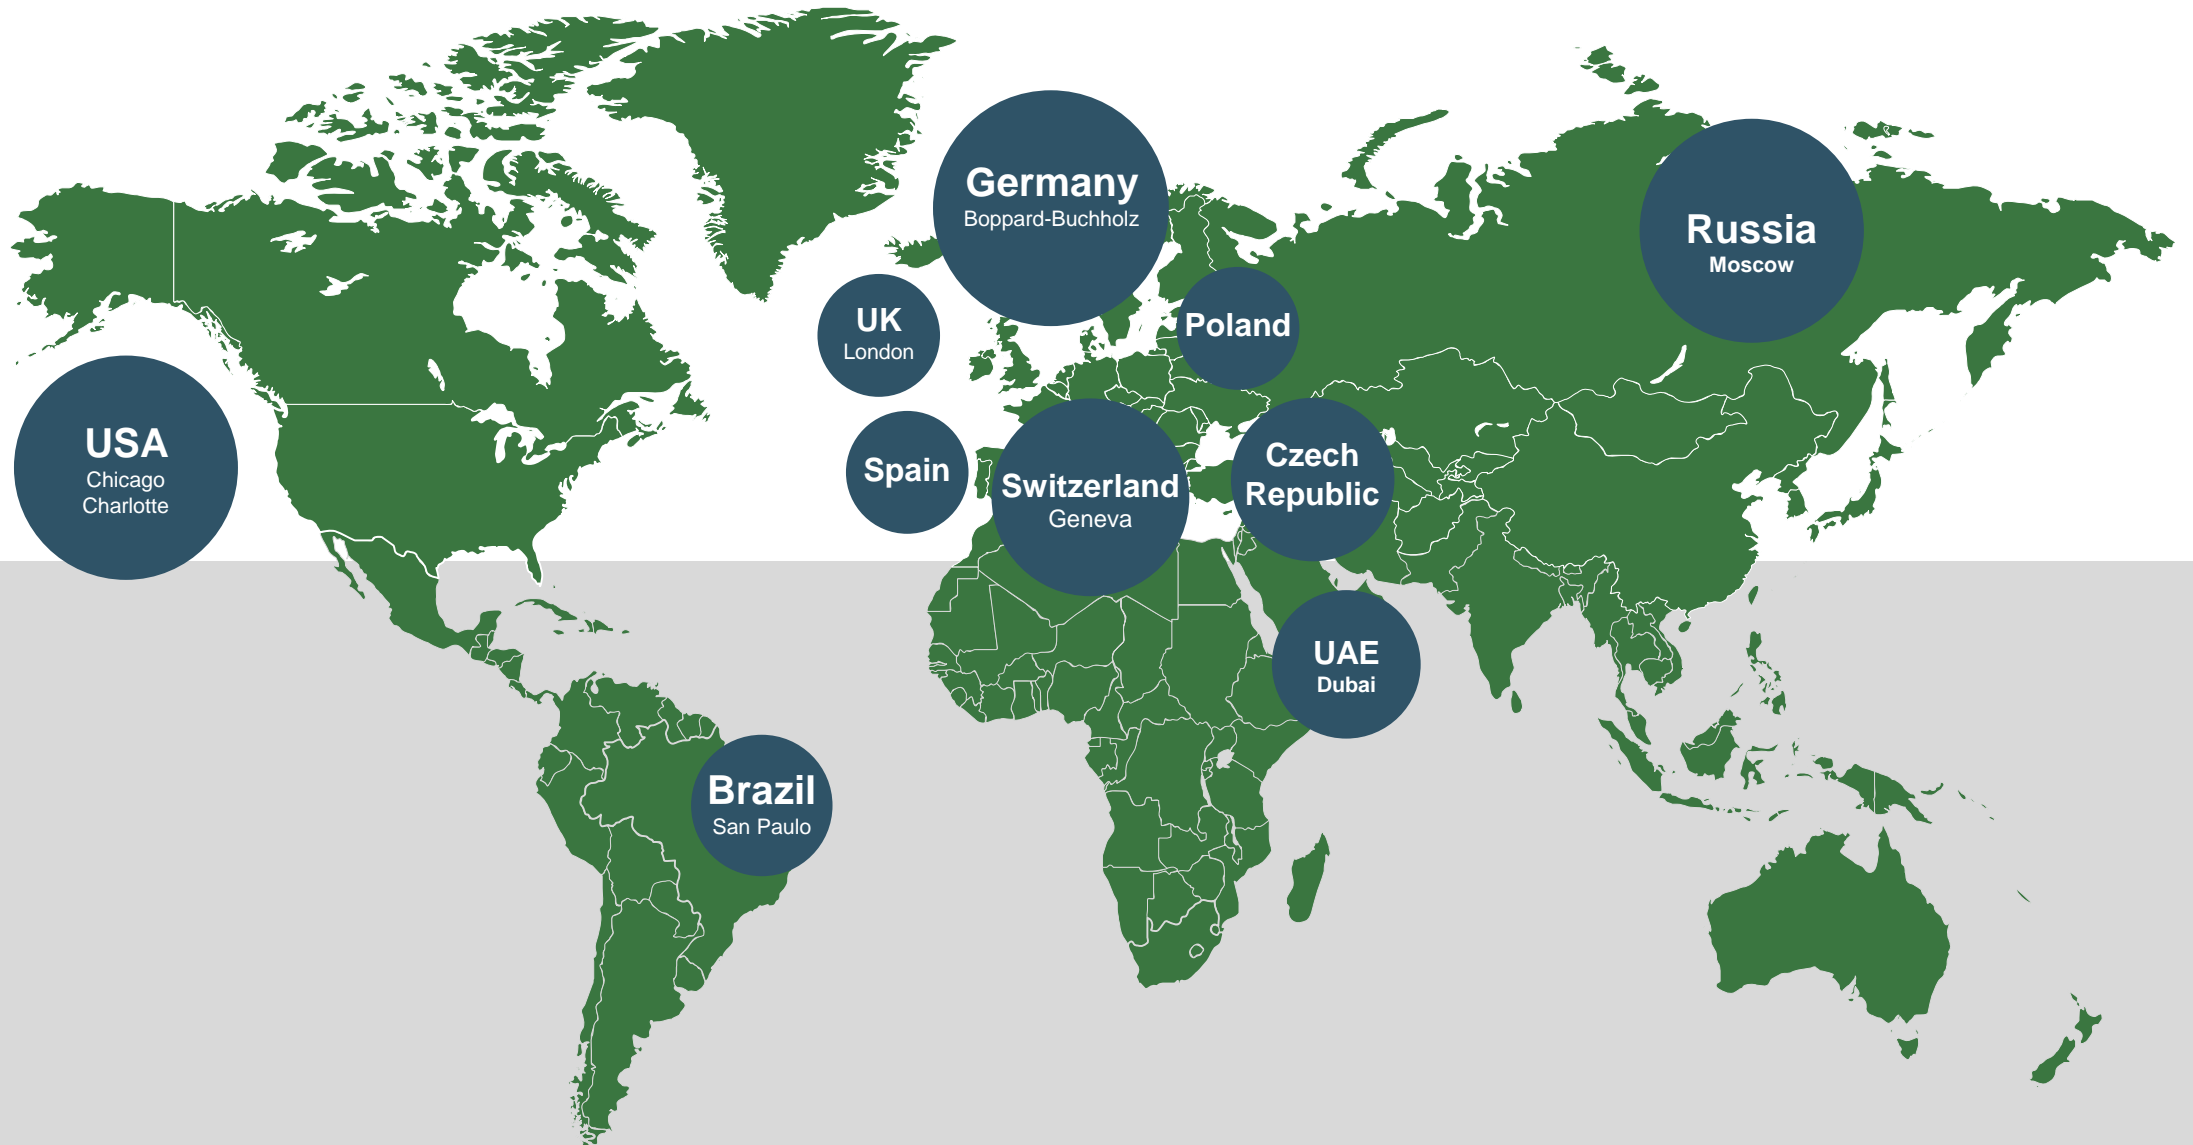 Germany
Boppard-Buchholz
Russia
Moscow
UK
London
Poland
USA
Chicago
Charlotte
Spain
Switzerland
Geneva
Czech
Republic
UAE
Dubai
Brazil
San Paulo